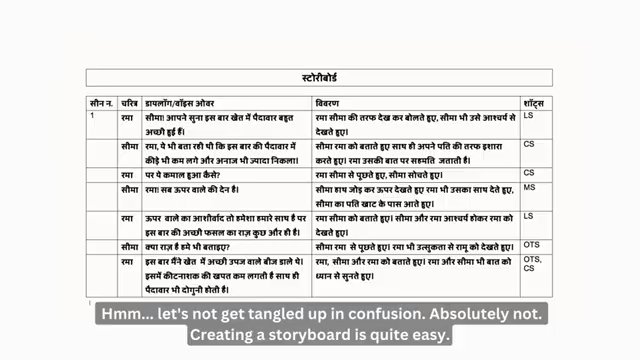 स्टोरीबोर्ड
सीन न. चरित्र डायलॉग/वॉइस ओवर विवरण शॉट्स
1 रमा सीमा! आपने सुना इस बार खेत में पैदावार बहुत रमा सीमा की तरफ देख कर बोलते हुए, सीमा भी उसे आश्चर्य से LS
अच्छी हुई हैं। देखते हुए।
सीमा रमा, ये भी बता रही थी कि इस बार की पैदावार में सीमा रमा को बताते हुए साथ ही अपने पति की तरफ इशारा CS
कीड़े भी कम लगे और अनाज भी ज्यादा निकला। करते हुए। रमा उसकी बात पर सहमति जताती है।
रमा पर ये कमाल हुआ कैसे? रमा सीमा से पूछते हुए, सीमा सोचते हुए। CS
सीमा रमा! सब ऊपर वाले की देन है। सीमा हाथ जोड़ कर ऊपर देखते हुए रमा भी उसका साथ देते हुए, MS
सीमा का पति खाट के पास आते हुए।
रमा ऊपर वाले का आशीर्वाद तो हमेशा हमारे साथ है पर रमा सीमा को बताते हुए। सीमा और रमा आश्चर्य होकर रमा को LS
इस बार की अच्छी फसल का राज़ कुछ और ही है। देखते हुए।
सीमा क्या राज़ है हमे भी बताइए? सीमा रमा से पूछते हुए। रमा भी उत्सुकता से रामू को देखते हुए। OTS
रमा इस बार मैंने खेत में अच्छी उपज वाले बीज डाले थे। रमा, सीमा और रमा को बताते हुए। रमा और सीमा भी बात को OTS,
इसमें कीटनाशक की खपत कम लगती है साथ ही ध्यान से सुनते हुए। CS
पैदावार भी दोगुनी होती है।
Hmm... let's not get tangled up in confusion. Absolutely not.
Creating a storyboard is quite easy.